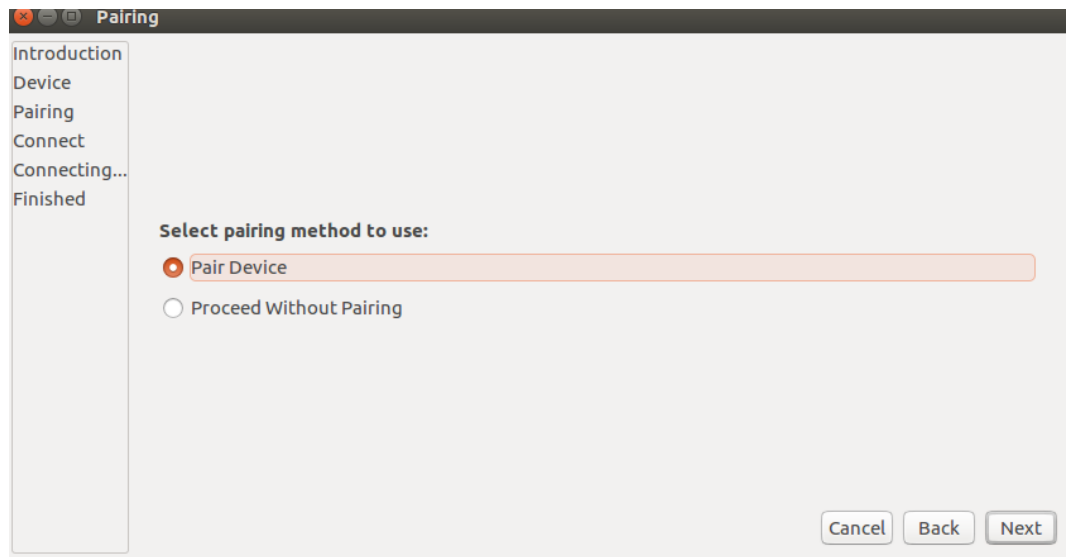 Pairing
Introduction
Device
Pairing
Connect
Connecting...
Finished
Select pairing method to use:
Pair Device
Proceed Without Pairing
Cancel Back Next